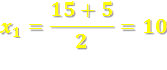 x₁ = (15 + 5)/2 = 10